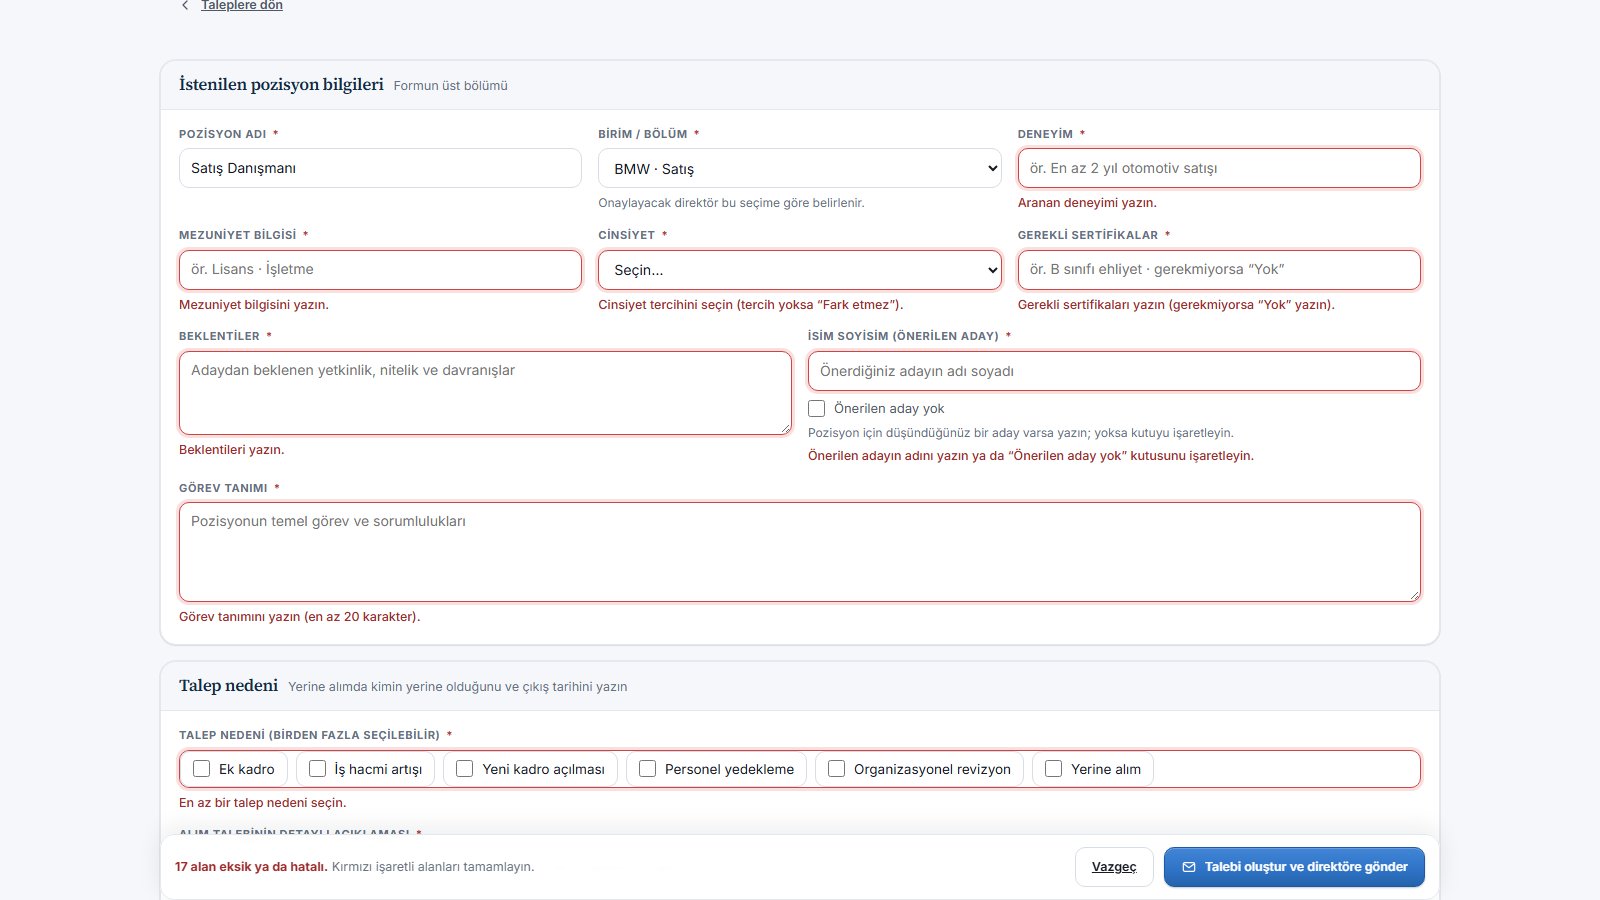 Taleplere dön
İstenilen pozisyon bilgileri Formun üst bölümü
POZİSYON ADI *
Satış Danışmanı
BİRİM / BÖLÜM *
BMW · Satış
Onaylayacak direktör bu seçime göre belirlenir.
DENEYİM *
ör. En az 2 yıl otomotiv satışı
Aranan deneyimi yazın.
MEZUNİYET BİLGİSİ *
ör. Lisans · İşletme
Mezuniyet bilgisini yazın.
CİNSİYET *
Seçin...
Cinsiyet tercihini seçin (tercih yoksa “Fark etmez”).
GEREKLİ SERTİFİKALAR *
ör. B sınıfı ehliyet · gerekmiyorsa “Yok”
Gerekli sertifikaları yazın (gerekmiyorsa “Yok” yazın).
BEKLENTİLER *
Adaydan beklenen yetkinlik, nitelik ve davranışlar
Beklentileri yazın.
İSİM SOYİSİM (ÖNERİLEN ADAY) *
Önerdiğiniz adayın adı soyadı
Önerilen aday yok
Pozisyon için düşündüğünüz bir aday varsa yazın; yoksa kutuyu işaretleyin.
Önerilen adayın adını yazın ya da “Önerilen aday yok” kutusunu işaretleyin.
GÖREV TANIMI *
Pozisyonun temel görev ve sorumlulukları
Görev tanımını yazın (en az 20 karakter).
Talep nedeni Yerine alımda kimin yerine olduğunu ve çıkış tarihini yazın
TALEP NEDENİ (BİRDEN FAZLA SEÇİLEBİLİR) *
Ek kadro İş hacmi artışı Yeni kadro açılması Personel yedekleme Organizasyonel revizyon Yerine alım
En az bir talep nedeni seçin.
ALIM TALEBİNİN DETAYLI AÇIKLAMASI *
17 alan eksik ya da hatalı. Kırmızı işaretli alanları tamamlayın.
Vazgeç
Talebi oluştur ve direktöre gönder